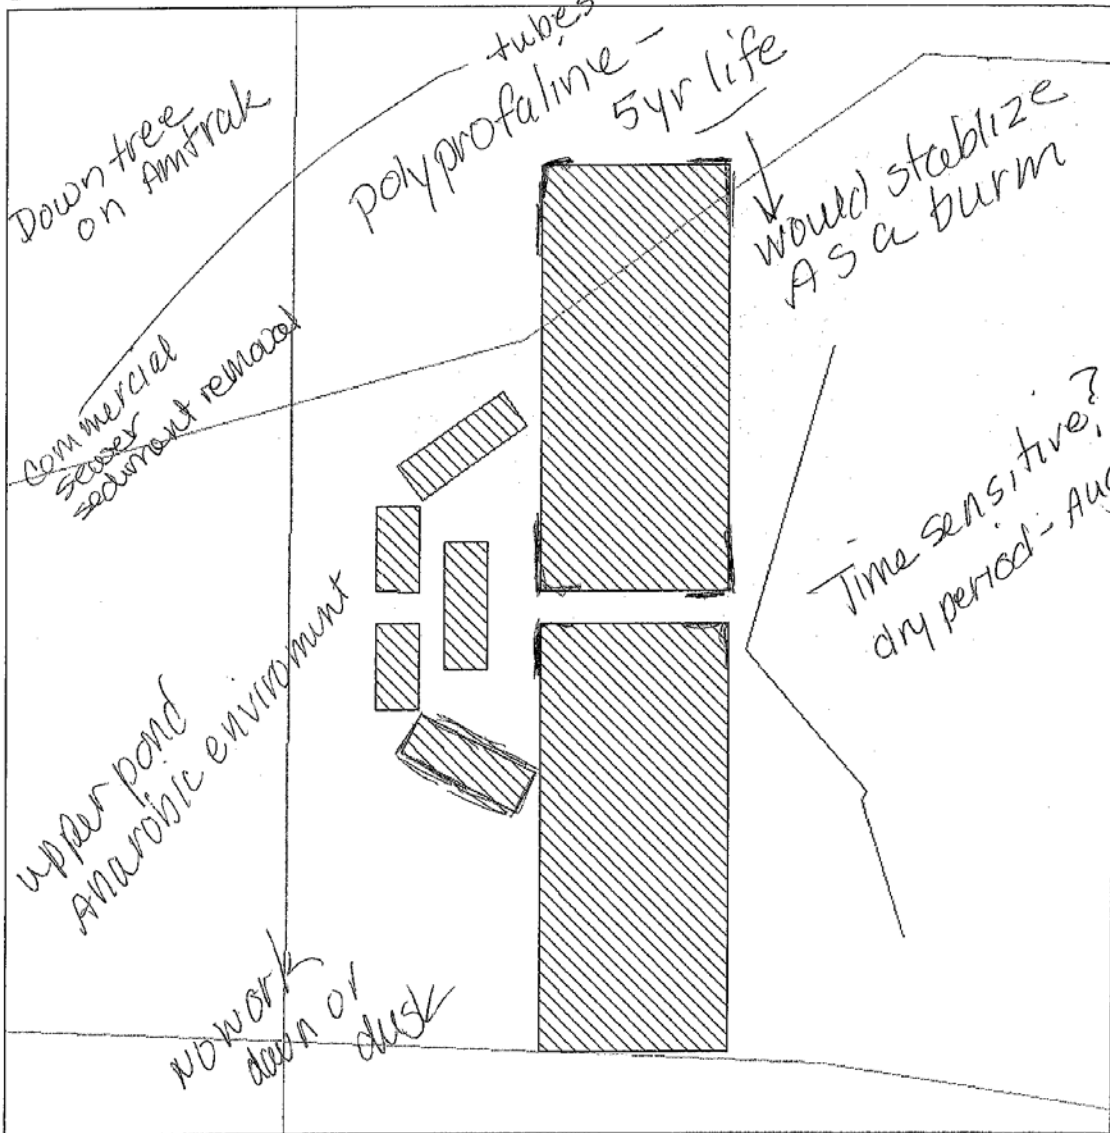 tubes
polyprofaline -
5yr life
Down tree
on Amtrak
would stablize
As a burm
commercial
sewer
sediment removal
Time sensitive?
dry period - Aug
upper pond
Anarobic enviroment
No work
dawn or
dusk